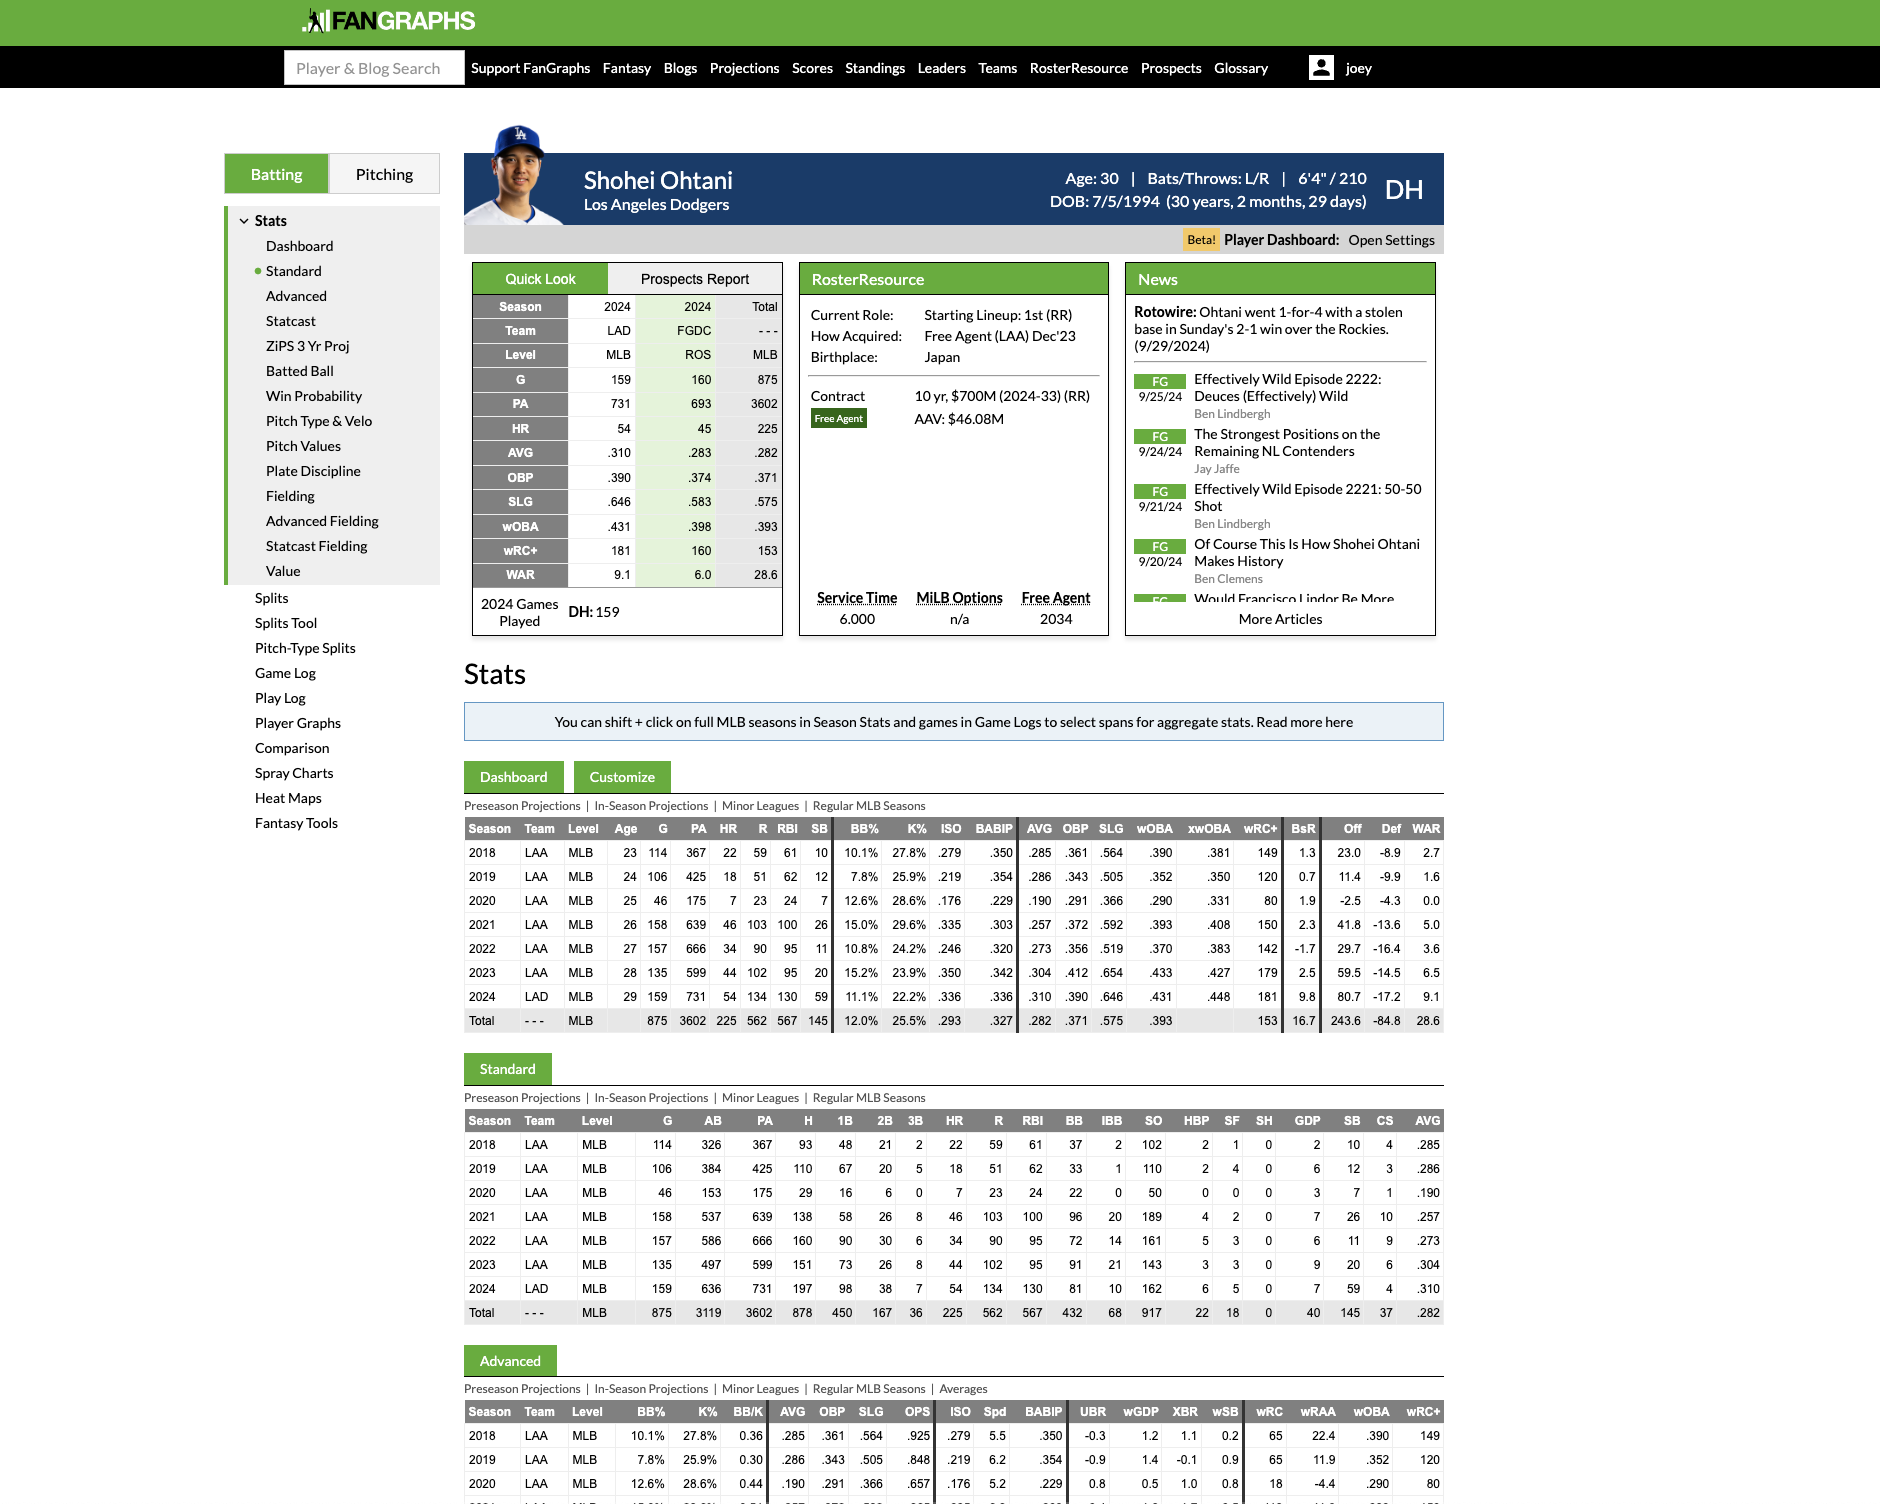 FANGRAPHS
Player & Blog Search Support FanGraphs Fantasy Blogs Projections Scores Standings Leaders Teams RosterResource Prospects Glossary joey
Batting Pitching
Stats
Dashboard
Standard
Advanced
Statcast
ZiPS 3 Yr Proj
Batted Ball
Win Probability
Pitch Type & Velo
Pitch Values
Plate Discipline
Fielding
Advanced Fielding
Statcast Fielding
Value
Splits
Splits Tool
Pitch-Type Splits
Game Log
Play Log
Player Graphs
Comparison
Spray Charts
Heat Maps
Fantasy Tools
LA
Shohei Ohtani
Los Angeles Dodgers
Age: 30 | Bats/Throws: L/R | 6'4" / 210
DOB: 7/5/1994 (30 years, 2 months, 29 days)
DH
Beta! Player Dashboard: Open Settings
Quick Look Prospects Report
Season 2024 2024 Total
Team LAD FGDC - - -
Level MLB ROS MLB
G 159 160 875
PA 731 693 3602
HR 54 45 225
AVG .310 .283 .282
OBP .390 .374 .371
SLG .646 .583 .575
wOBA .431 .398 .393
wRC+ 181 160 153
WAR 9.1 6.0 28.6
2024 Games
Played
DH: 159
RosterResource
Current Role: Starting Lineup: 1st (RR)
How Acquired: Free Agent (LAA) Dec'23
Birthplace: Japan
Contract 10 yr, $700M (2024-33) (RR)
Free Agent AAV: $46.08M
Service Time MiLB Options Free Agent
6.000 n/a 2034
News
Rotowire: Ohtani went 1-for-4 with a stolen
base in Sunday's 2-1 win over the Rockies.
(9/29/2024)
FG Effectively Wild Episode 2222:
9/25/24 Deuces (Effectively) Wild
Ben Lindbergh
FG The Strongest Positions on the
9/24/24 Remaining NL Contenders
Jay Jaffe
FG Effectively Wild Episode 2221: 50-50
9/21/24 Shot
Ben Lindbergh
FG Of Course This Is How Shohei Ohtani
9/20/24 Makes History
Ben Clemens
FG Would Francisco Lindor Be More
More Articles
Stats
You can shift + click on full MLB seasons in Season Stats and games in Game Logs to select spans for aggregate stats. Read more here
Dashboard Customize
Preseason Projections | In-Season Projections | Minor Leagues | Regular MLB Seasons
Season Team Level Age G PA HR R RBI SB BB% K% ISO BABIP AVG OBP SLG wOBA xwOBA wRC+ BsR Off Def WAR
2018 LAA MLB 23 114 367 22 59 61 10 10.1% 27.8% .279 .350 .285 .361 .564 .390 .381 149 1.3 23.0 -8.9 2.7
2019 LAA MLB 24 106 425 18 51 62 12 7.8% 25.9% .219 .354 .286 .343 .505 .352 .350 120 0.7 11.4 -9.9 1.6
2020 LAA MLB 25 46 175 7 23 24 7 12.6% 28.6% .176 .229 .190 .291 .366 .290 .331 80 1.9 -2.5 -4.3 0.0
2021 LAA MLB 26 158 639 46 103 100 26 15.0% 29.6% .335 .303 .257 .372 .592 .393 .408 150 2.3 41.8 -13.6 5.0
2022 LAA MLB 27 157 666 34 90 95 11 10.8% 24.2% .246 .320 .273 .356 .519 .370 .383 142 -1.7 29.7 -16.4 3.6
2023 LAA MLB 28 135 599 44 102 95 20 15.2% 23.9% .350 .342 .304 .412 .654 .433 .427 179 2.5 59.5 -14.5 6.5
2024 LAD MLB 29 159 731 54 134 130 59 11.1% 22.2% .336 .336 .310 .390 .646 .431 .448 181 9.8 80.7 -17.2 9.1
Total - - - MLB 875 3602 225 562 567 145 12.0% 25.5% .293 .327 .282 .371 .575 .393 153 16.7 243.6 -84.8 28.6
Standard
Preseason Projections | In-Season Projections | Minor Leagues | Regular MLB Seasons
Season Team Level G AB PA H 1B 2B 3B HR R RBI BB IBB SO HBP SF SH GDP SB CS AVG
2018 LAA MLB 114 326 367 93 48 21 2 22 59 61 37 2 102 2 1 0 2 10 4 .285
2019 LAA MLB 106 384 425 110 67 20 5 18 51 62 33 1 110 2 4 0 6 12 3 .286
2020 LAA MLB 46 153 175 29 16 6 0 7 23 24 22 0 50 0 0 0 3 7 1 .190
2021 LAA MLB 158 537 639 138 58 26 8 46 103 100 96 20 189 4 2 0 7 26 10 .257
2022 LAA MLB 157 586 666 160 90 30 6 34 90 95 72 14 161 5 3 0 6 11 9 .273
2023 LAA MLB 135 497 599 151 73 26 8 44 102 95 91 21 143 3 3 0 9 20 6 .304
2024 LAD MLB 159 636 731 197 98 38 7 54 134 130 81 10 162 6 5 0 7 59 4 .310
Total - - - MLB 875 3119 3602 878 450 167 36 225 562 567 432 68 917 22 18 0 40 145 37 .282
Advanced
Preseason Projections | In-Season Projections | Minor Leagues | Regular MLB Seasons | Averages
Season Team Level BB% K% BB/K AVG OBP SLG OPS ISO Spd BABIP UBR wGDP XBR wSB wRC wRAA wOBA wRC+
2018 LAA MLB 10.1% 27.8% 0.36 .285 .361 .564 .925 .279 5.5 .350 -0.3 1.2 1.1 0.2 65 22.4 .390 149
2019 LAA MLB 7.8% 25.9% 0.30 .286 .343 .505 .848 .219 6.2 .354 -0.9 1.4 -0.1 0.9 65 11.9 .352 120
2020 LAA MLB 12.6% 28.6% 0.44 .190 .291 .366 .657 .176 5.2 .229 0.8 0.5 1.0 0.8 18 -4.4 .290 80